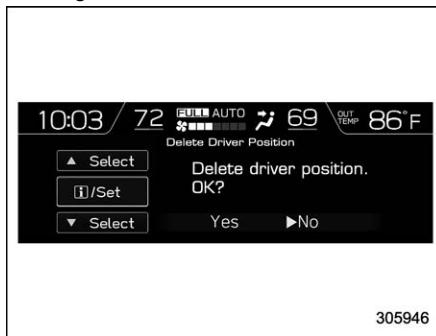 10:03 72 FULL AUTO 69 OUT TEMP 86°F
Delete Driver Position
▲ Select
i/Set
▼ Select
Delete driver position.
OK?
Yes ▶No
305946